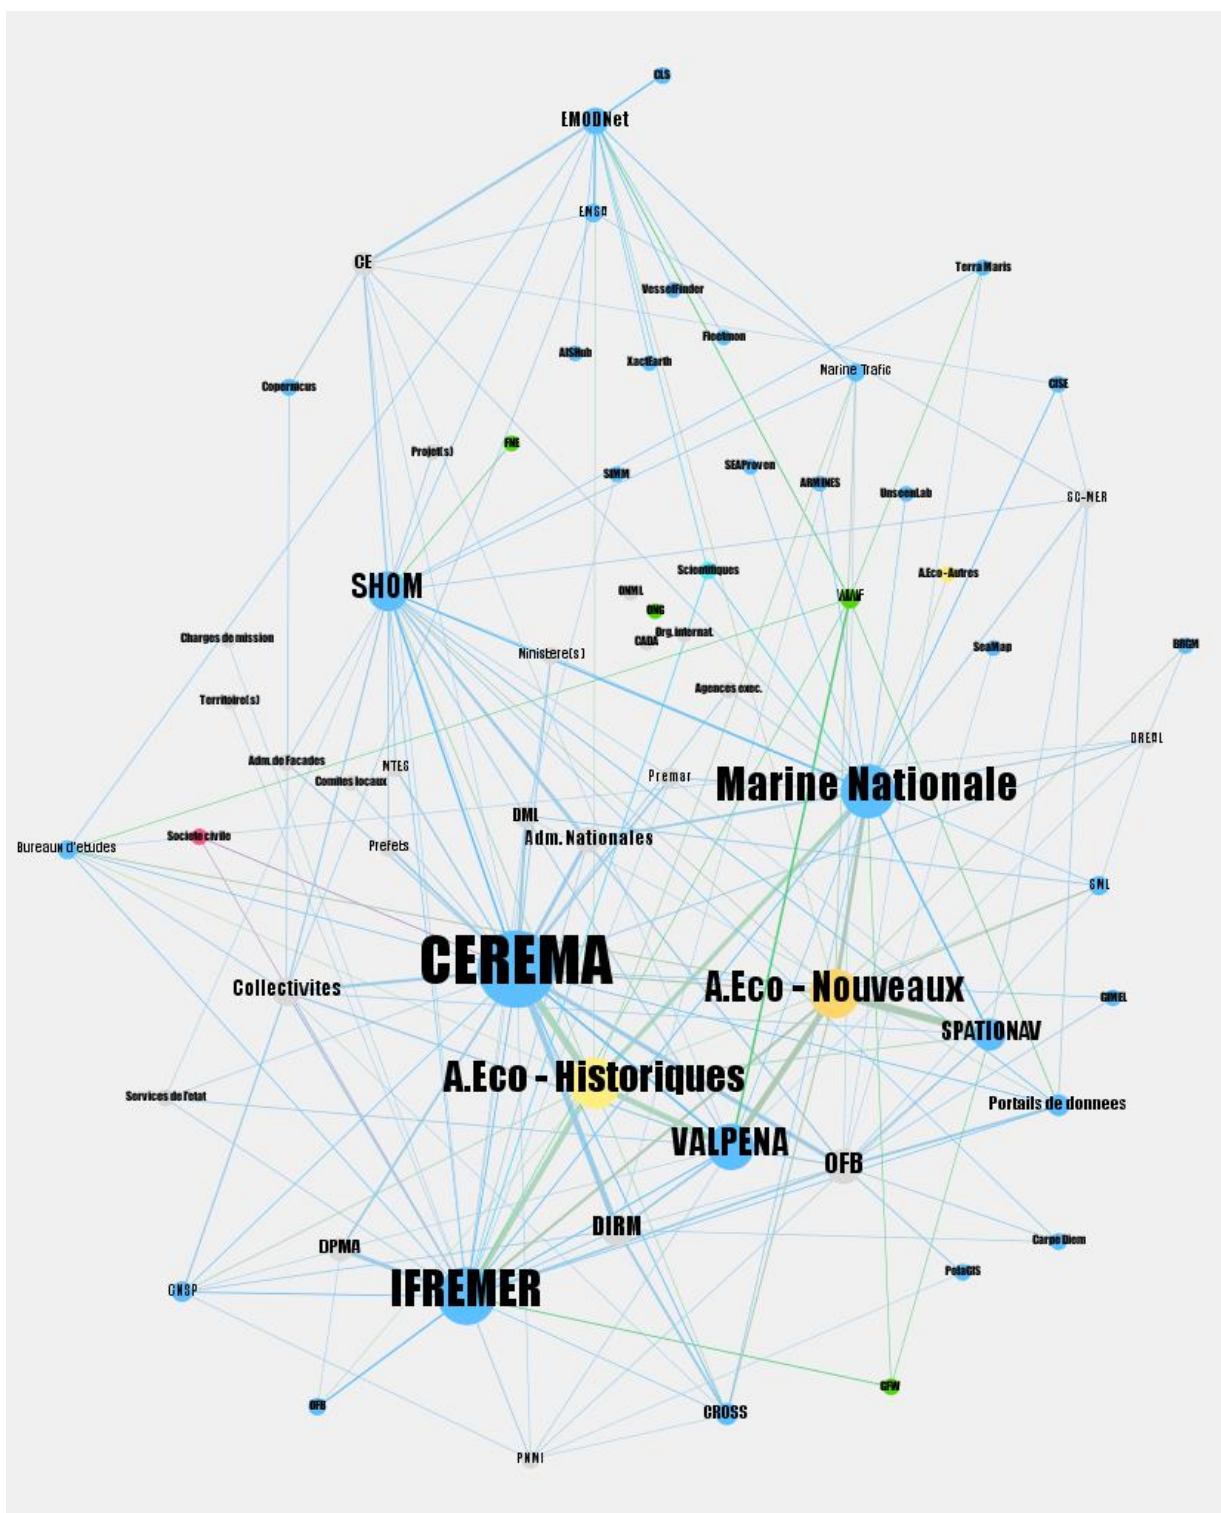 CLS
EMODNet
EMSA
CE
Terra Maris
VesselFinder
Fleetmon
AISHub
XactEarth
Marine Trafic
Copernicus
CISE
FNE
Projet(s)
SIMM
SEAProven
ARMINES
UnseenLab
SG-MER
Scientifiques
A.Eco-Autres
SHOM
ONML
WWF
ONG
Org. internat.
CADA
Charges de mission
Ministere(s)
SeaMap
BRGM
Agences exec.
Territoire(s)
DREAL
Adm. de Facades
MTES
Comites locaux
Premar
Marine Nationale
DML
Societe civile
Adm. Nationales
Bureaux d'etudes
Prefets
CEREMA
Collectivites
A.Eco - Nouveaux
GIMEL
SPATIONAV
A.Eco - Historiques
Services de l'etat
Portails de donnees
VALPENA
OFB
DIRM
DPMA
Carpe Diem
PelaGIS
CNSP
IFREMER
GFW
OFB
CROSS
PNMI